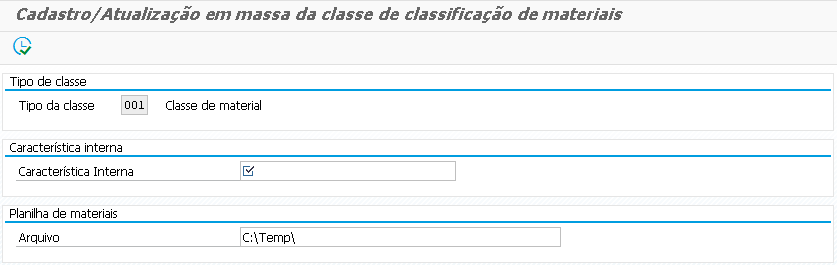 Cadastro/Atualização em massa da classe de classificação de materiais
Tipo de classe
Tipo da classe 001 Classe de material
Característica interna
Característica Interna
Planilha de materiais
Arquivo C:\Temp\